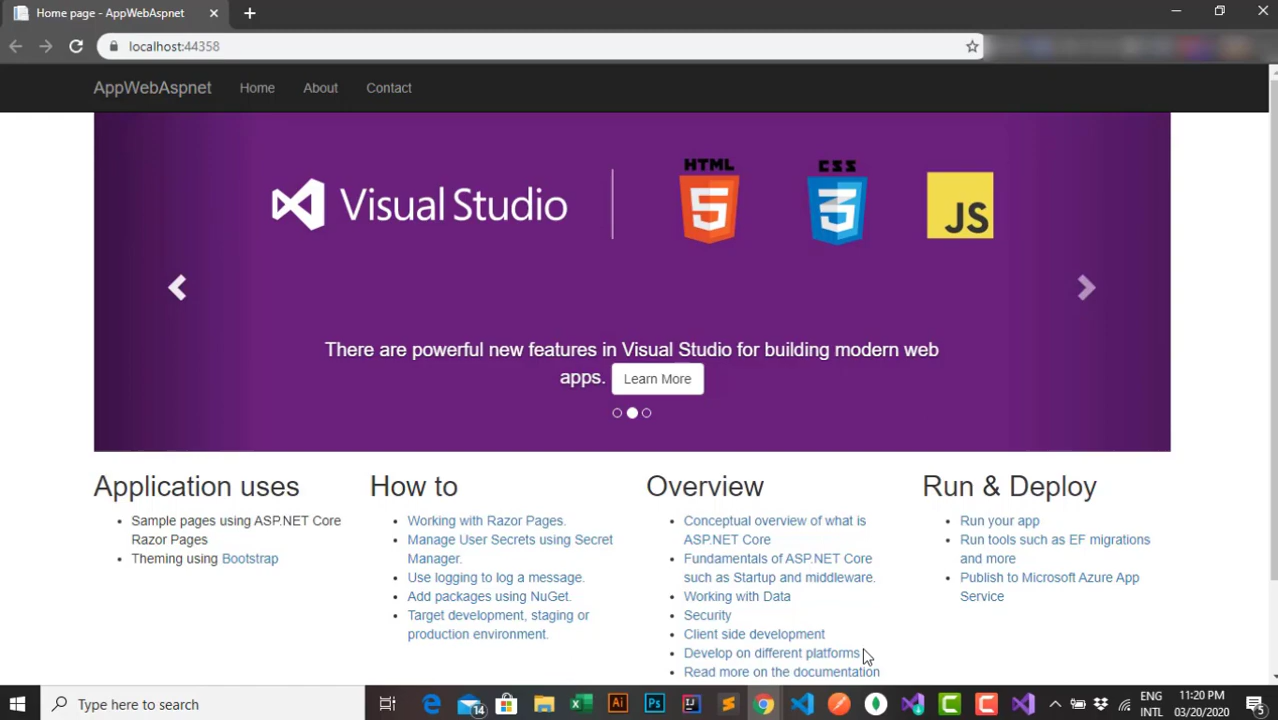 Home page - AppWebAspnet
localhost:44358
AppWebAspnet Home About Contact
Visual Studio
HTML
5
CSS
3
JS
There are powerful new features in Visual Studio for building modern web
apps. Learn More
Application uses
Sample pages using ASP.NET Core
Razor Pages
Theming using Bootstrap
How to
Working with Razor Pages.
Manage User Secrets using Secret
Manager.
Use logging to log a message.
Add packages using NuGet.
Target development, staging or
production environment.
Overview
Conceptual overview of what is
ASP.NET Core
Fundamentals of ASP.NET Core
such as Startup and middleware.
Working with Data
Security
Client side development
Develop on different platforms
Read more on the documentation
Run & Deploy
Run your app
Run tools such as EF migrations
and more
Publish to Microsoft Azure App
Service
Type here to search
14
Ai
Ps
IJ
ENG
INTL
11:20 PM
03/20/2020
5